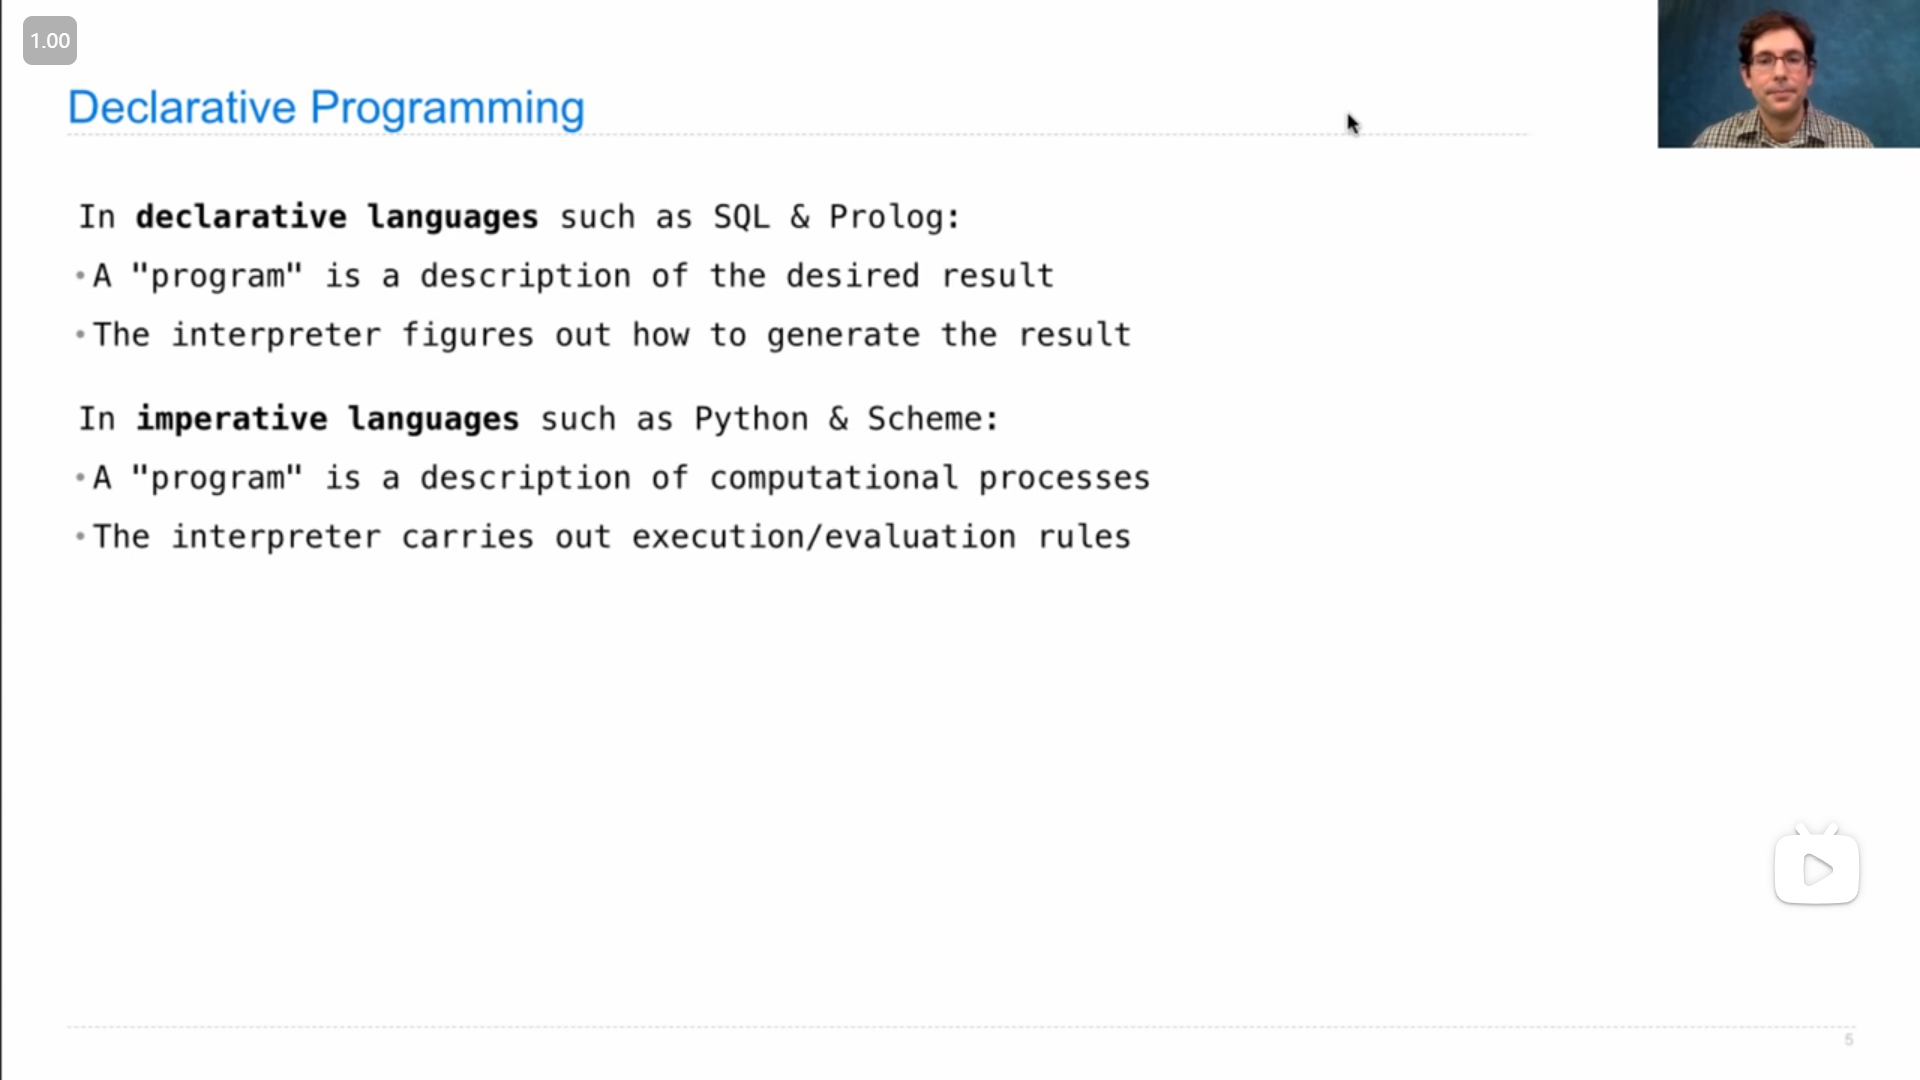 1.00
Declarative Programming
In declarative languages such as SQL & Prolog:
•A "program" is a description of the desired result
•The interpreter figures out how to generate the result
In imperative languages such as Python & Scheme:
•A "program" is a description of computational processes
•The interpreter carries out execution/evaluation rules
5